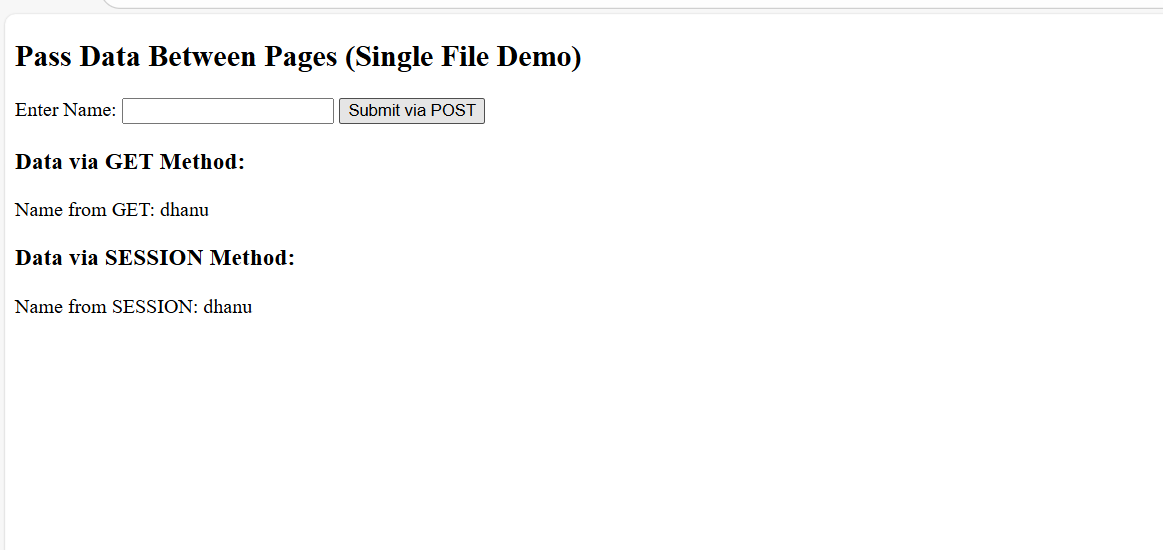 Pass Data Between Pages (Single File Demo)
Enter Name: Submit via POST
Data via GET Method:
Name from GET: dhanu
Data via SESSION Method:
Name from SESSION: dhanu